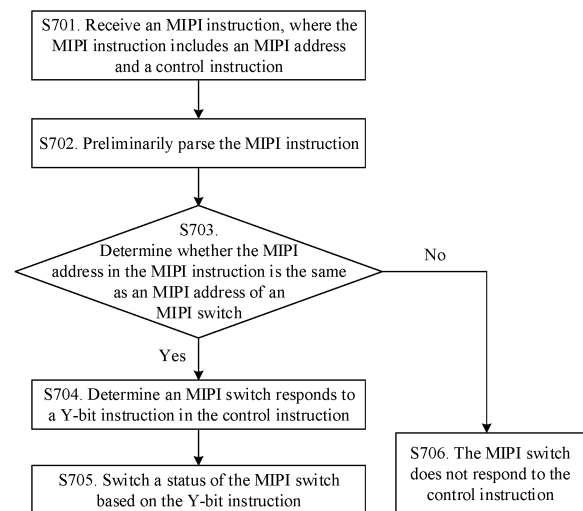 S701. Receive an MIPI instruction, where the
MIPI instruction includes an MIPI address
and a control instruction
S702. Preliminarily parse the MIPI instruction
S703.
Determine whether the MIPI
address in the MIPI instruction is the same
as an MIPI address of an
MIPI switch
No
Yes
S704. Determine an MIPI switch responds to
a Y-bit instruction in the control instruction
S705. Switch a status of the MIPI switch
based on the Y-bit instruction
S706. The MIPI switch
does not respond to the
control instruction